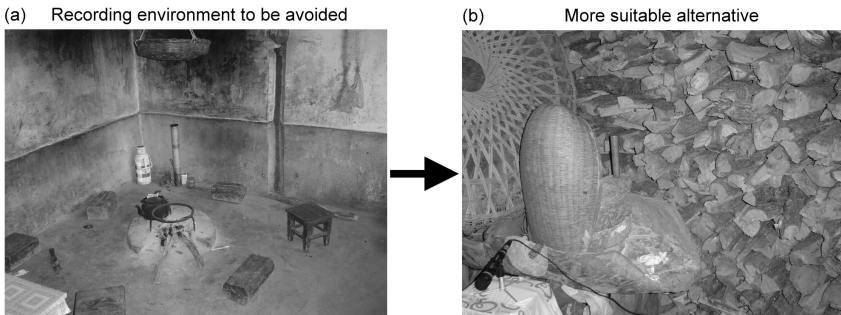 (a) Recording environment to be avoided
(b) More suitable alternative